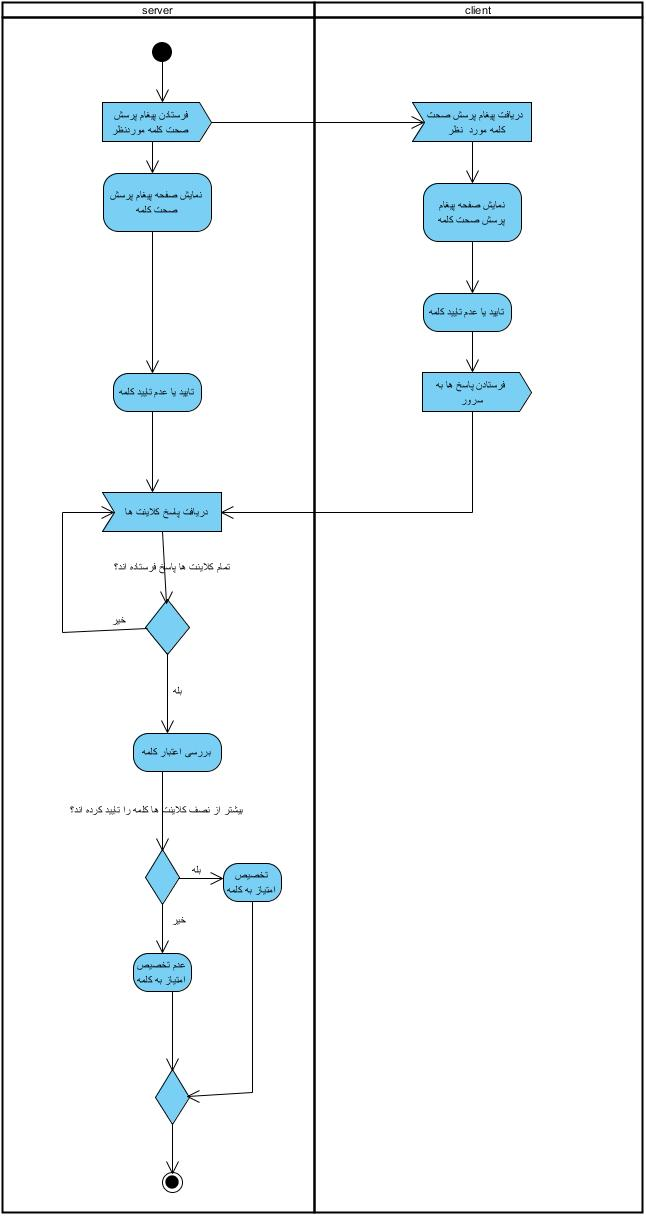 server
client
فرستادن پیغام پرسش
صحت کلمه موردنظر
دریافت پیغام پرسش صحت
کلمه مورد نظر
نمایش صفحه پیغام پرسش
صحت کلمه
نمایش صفحه پیغام
پرسش صحت کلمه
تایید یا عدم تایید کلمه
تایید یا عدم تایید کلمه
فرستادن پاسخ ها به
سرور
دریافت پاسخ کلاینت ها
تمام کلاینت ها پاسخ فرستاده اند؟
خیر
بله
بررسی اعتبار کلمه
بیشتر از نصف کلاینت ها کلمه را تایید کرده اند؟
بله
تخصیص
امتیاز به کلمه
خیر
عدم تخصیص
امتیاز به کلمه